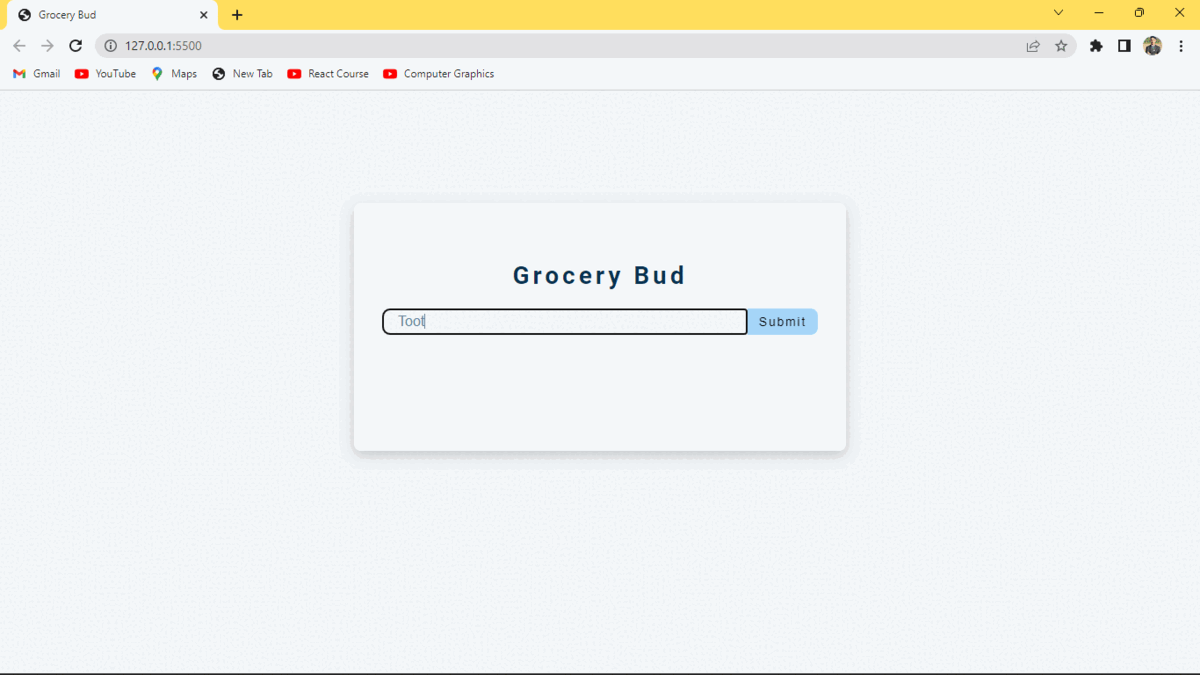 Grocery Bud
127.0.0.1:5500
Gmail YouTube Maps New Tab React Course Computer Graphics
Grocery Bud
Toot Submit